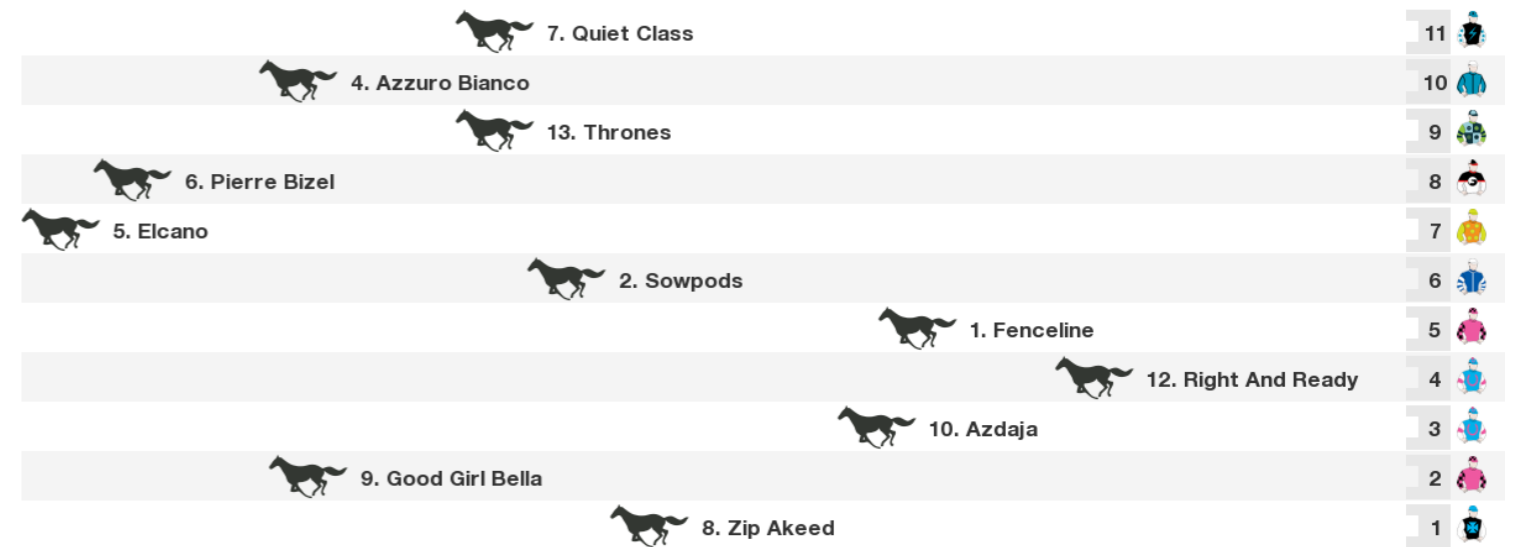 7. Quiet Class 11
4. Azzuro Bianco 10
13. Thrones 9
6. Pierre Bizel 8
5. Elcano 7
2. Sowpods 6
1. Fenceline 5
12. Right And Ready 4
10. Azdaja 3
9. Good Girl Bella 2
8. Zip Akeed 1